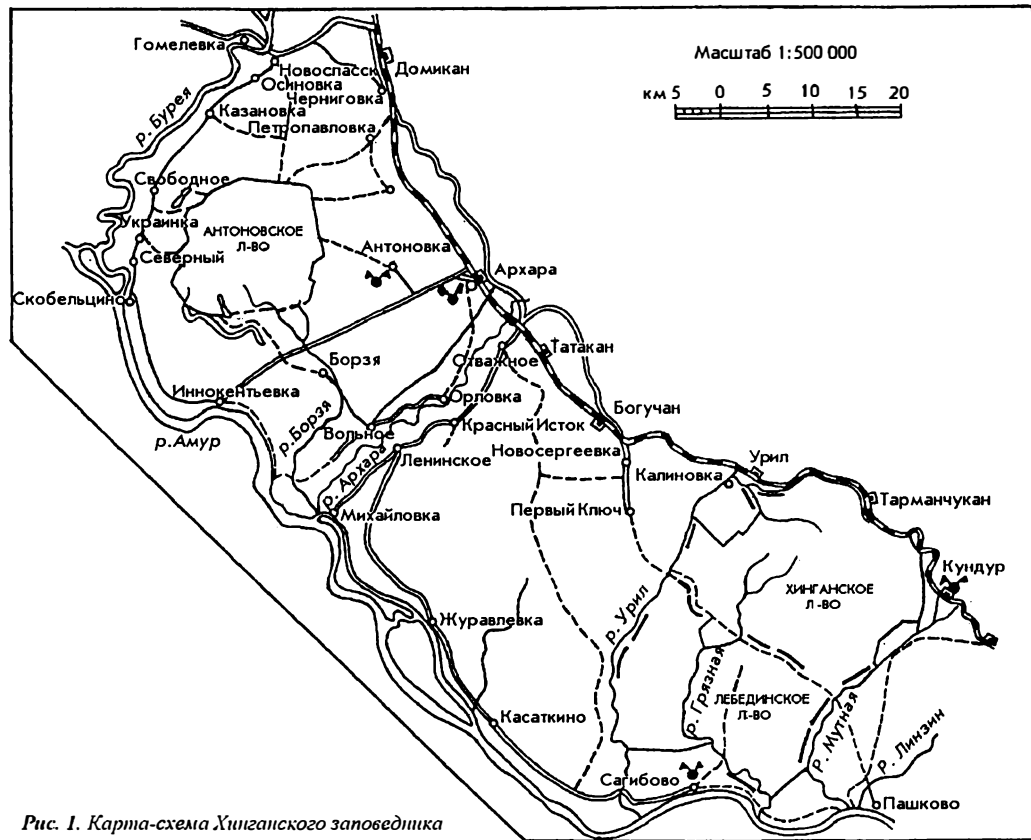 Гомелевка
Новоспасск
Осиновка
Домикан
Черниговка
Казановка
Петропавловка
р. Бурея
Масштаб 1:500 000
км 5 0 5 10 15 20
Свободное
Украинка
АНТОНОВСКОЕ
Л-ВО
Северный
Антоновка
Архара
Скобельцино
Борзя
Отважное
Татакан
Иннокентьевка
Орловка
Богучан
р. Амур
р. Борзя
Вольное
Красный Исток
р. Архара
Ленинское
Новосергеевка
Калиновка
Урил
Михайловка
Первый Ключ
Тарманчукан
Кундур
ХИНГАНСКОЕ
Л-ВО
р. Урил
Журавлевка
р. Грязная
ЛЕБЕДИНСКОЕ
Л-ВО
р. Мутная
р. Линзин
Касаткино
Сагибово
Пашково
Рис. 1. Карта-схема Хинганского заповедника